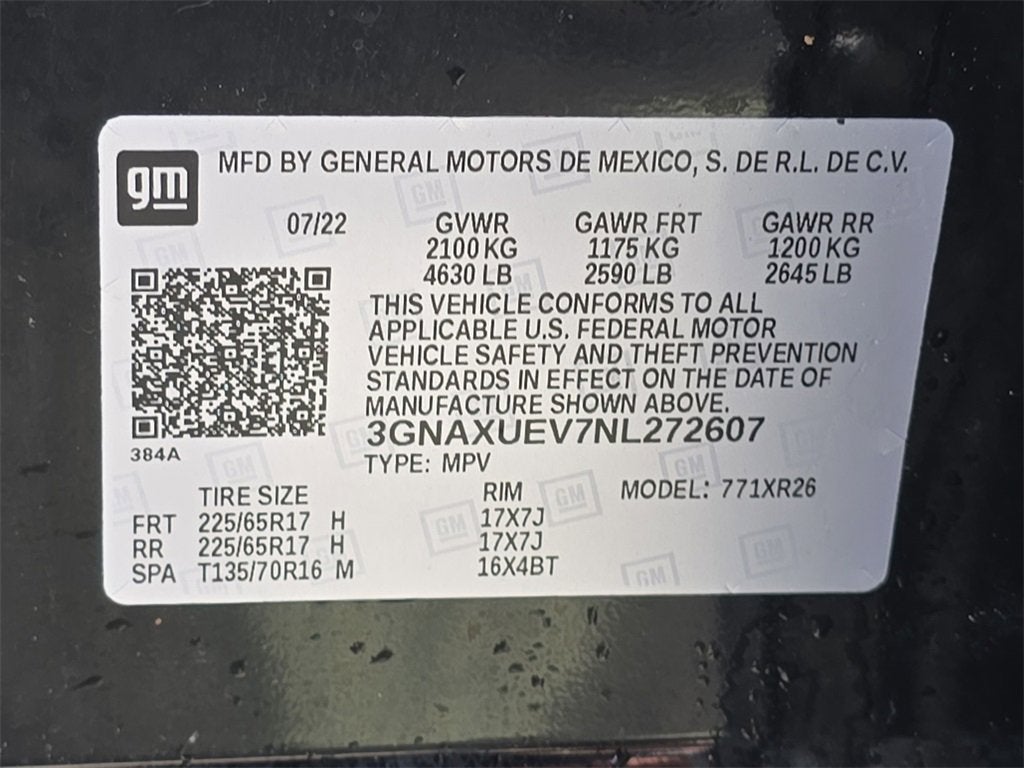 gm
MFD BY GENERAL MOTORS DE MEXICO, S. DE R.L. DE C.V.
07/22 GVWR GAWR FRT GAWR RR
2100 KG 1175 KG 1200 KG
4630 LB 2590 LB 2645 LB
THIS VEHICLE CONFORMS TO ALL
APPLICABLE U.S. FEDERAL MOTOR
VEHICLE SAFETY AND THEFT PREVENTION
STANDARDS IN EFFECT ON THE DATE OF
MANUFACTURE SHOWN ABOVE.
3GNAXUEV7NL272607
384A
TYPE: MPV
TIRE SIZE RIM MODEL: 771XR26
FRT 225/65R17 H 17X7J
RR 225/65R17 H 17X7J
SPA T135/70R16 M 16X4BT